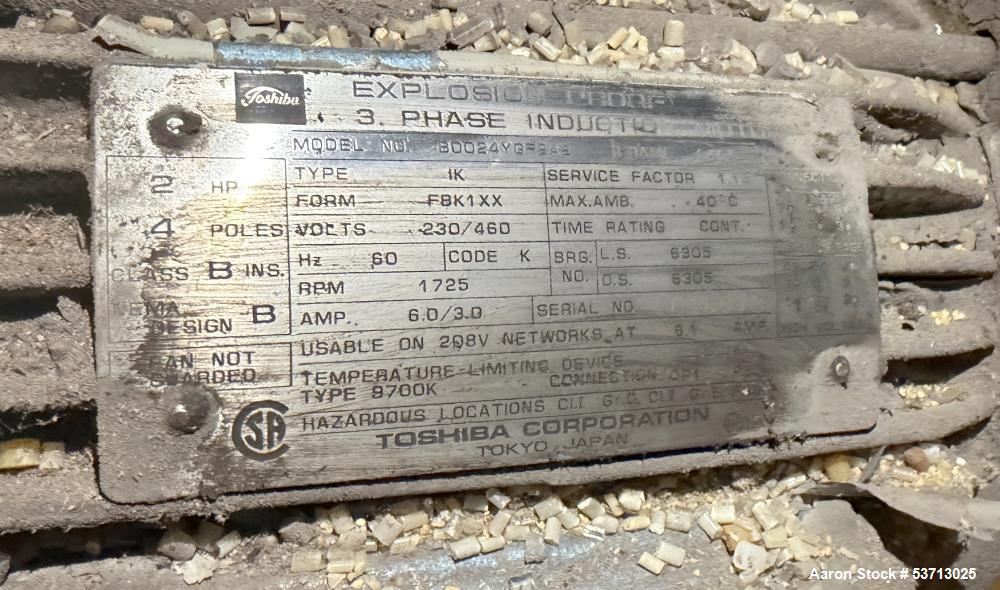 Toshiba
EXPLOSION PROOF
3. PHASE INDUCTIO
MODEL NO.
2 HP
4 POLES
CLASS B INS.
NEMA DESIGN B
FAN NOT
GUARDED
TYPE IK
FORM FBK1XX
VOLTS 230/460
Hz 60 CODE K
RPM 1725
AMP. 6.0/3.0
SERVICE FACTOR
MAX.AMB. 40°C
TIME RATING CONT.
BRG. NO. L.S. 6305
O.S. 6305
SERIAL NO
USABLE ON 208V NETWORKS AT AMP
TEMPERATURE LIMITING DEVICE
TYPE 9700K CONNECTION
HAZARDOUS LOCATIONS
TOSHIBA CORPORATION
TOKYO JAPAN
Aaron Stock # 53713025